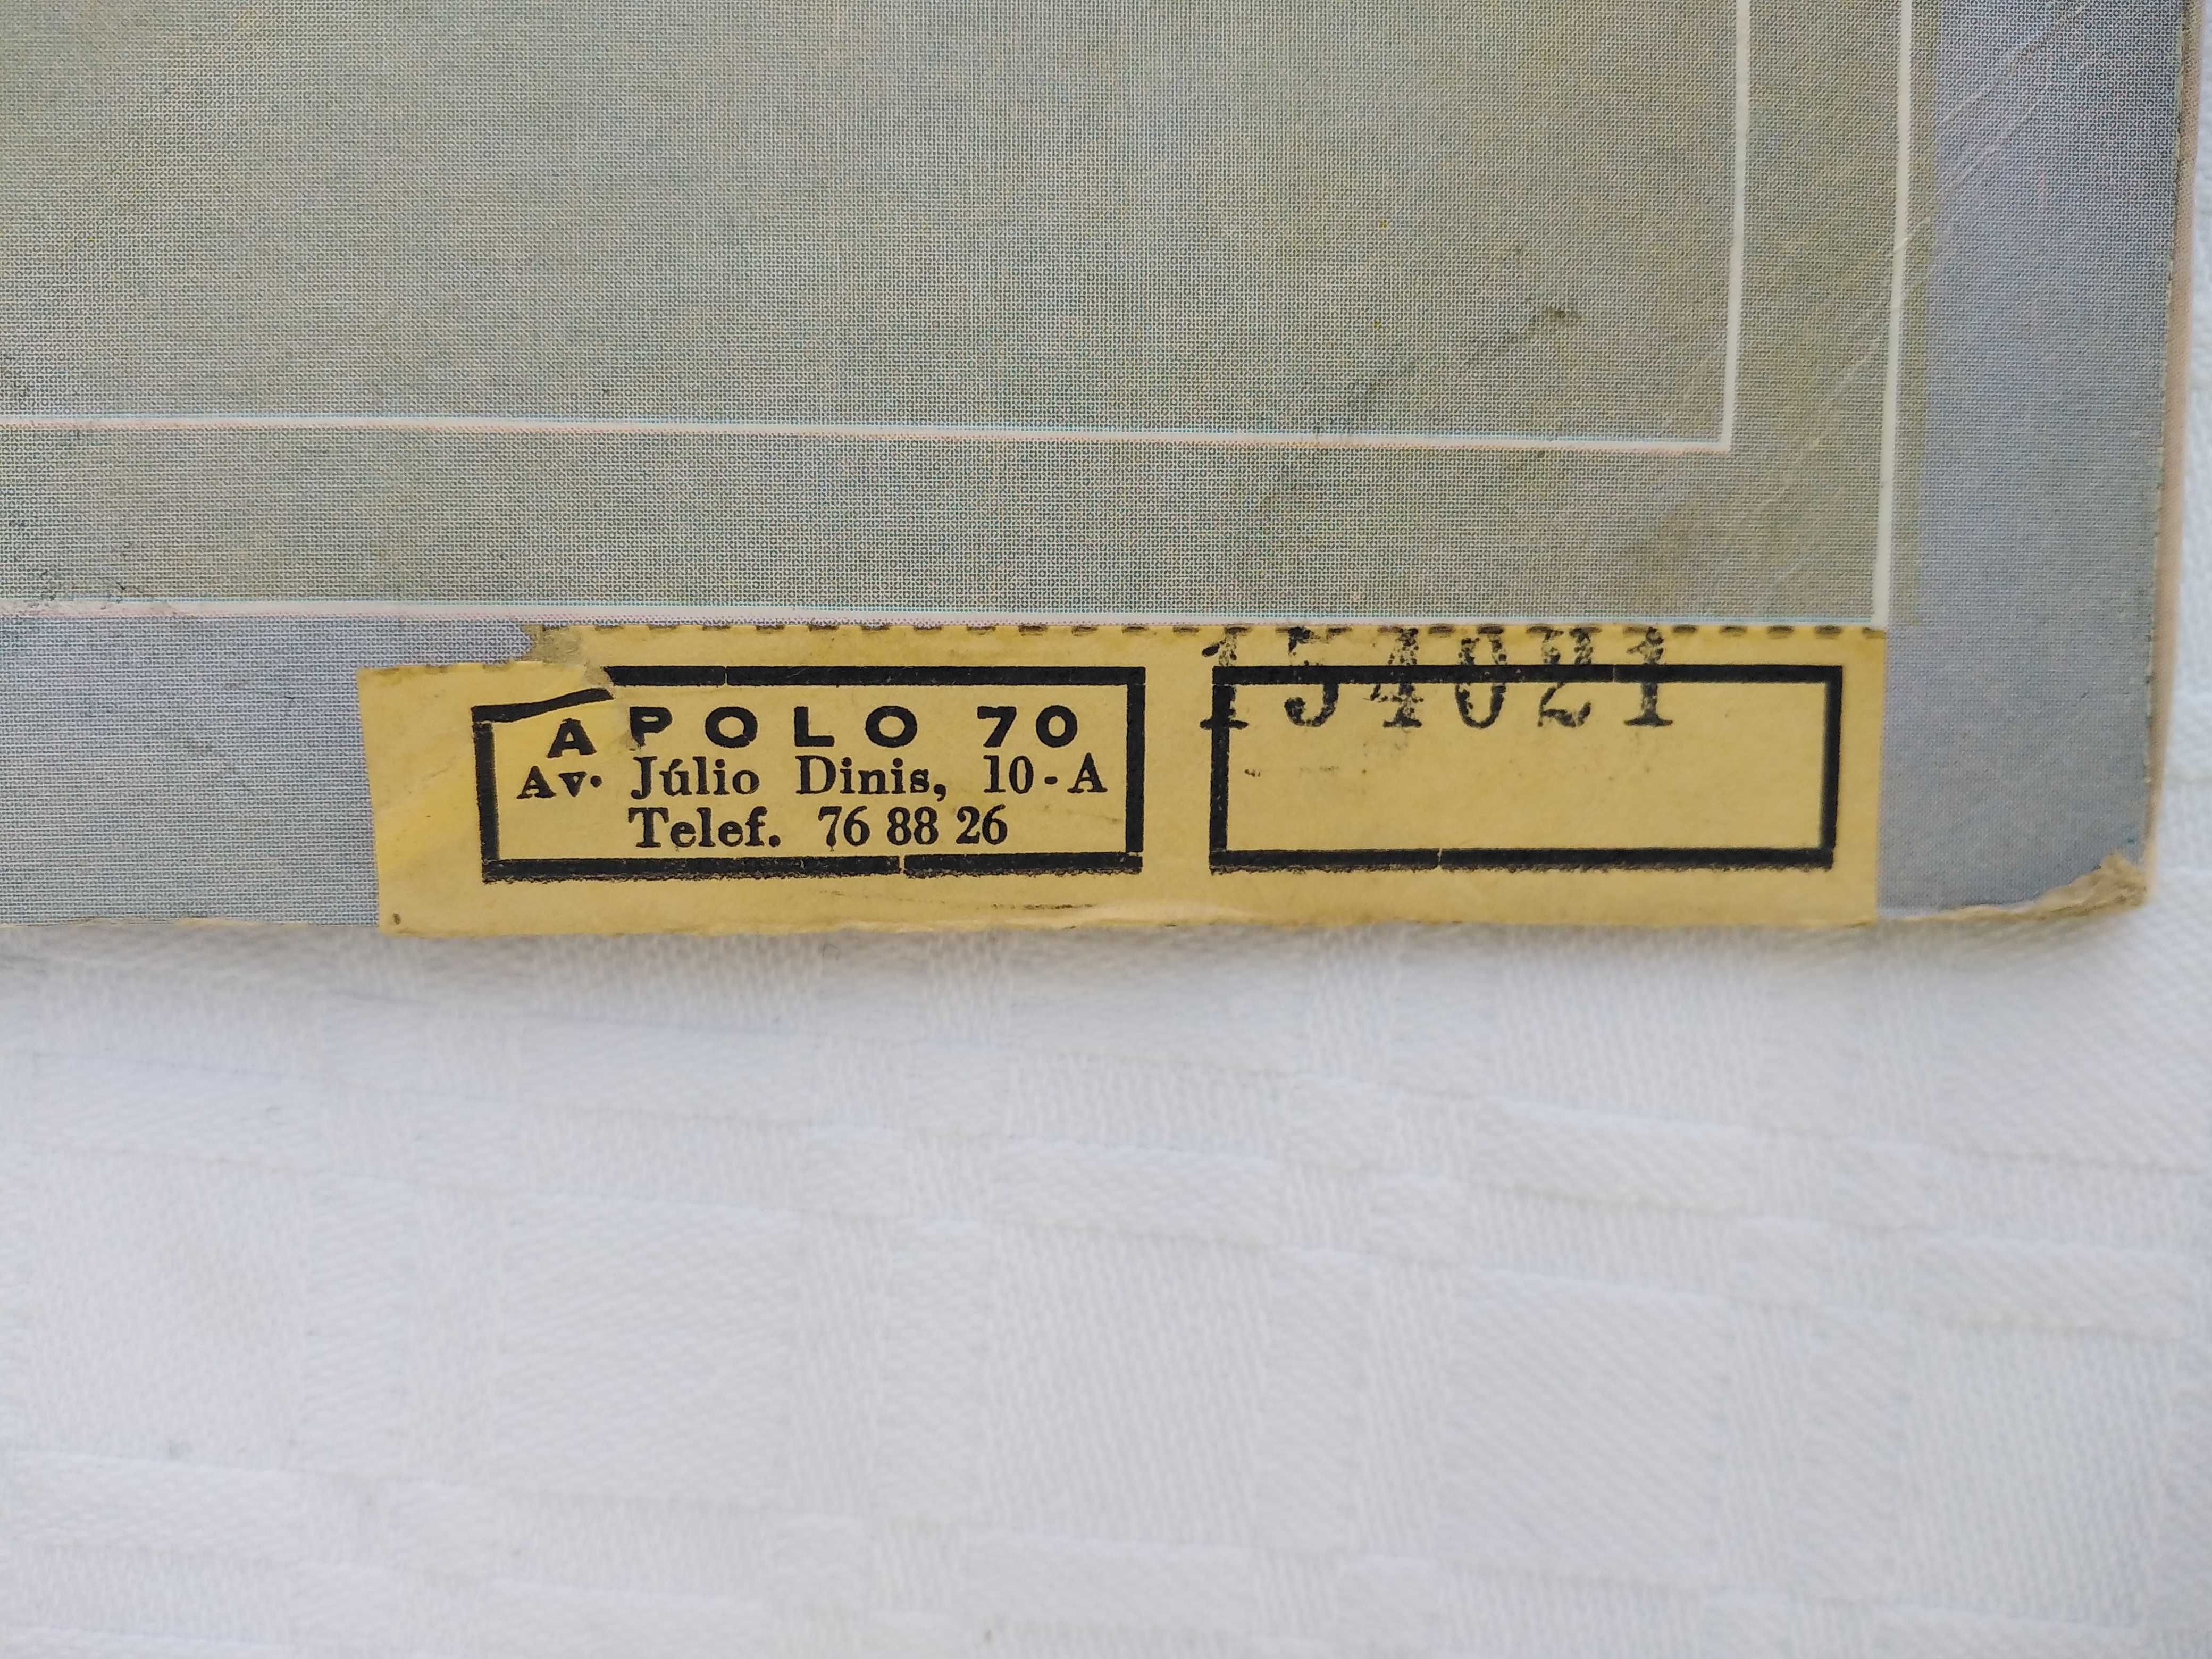 APOLO 70
Av. Júlio Dinis, 10-A
Telef. 76 88 26
154021